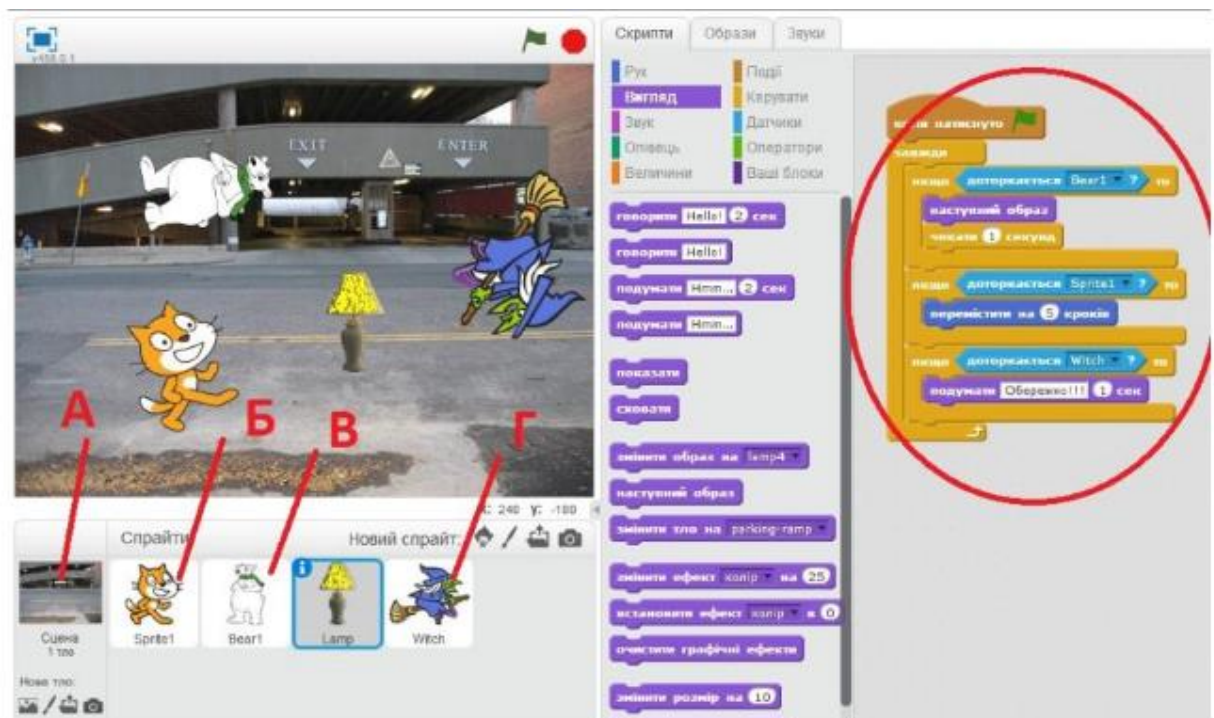 v458.0.1
EXIT
ENTER
А
Б
В
Г
X: 240 y: -180
Спрайти
Новий спрайт:
Сцена
1 тло
Нове тло:
Sprite1
Bear1
Lamp
Witch
Скрипти
Образи
Звуки
Рух
Вигляд
Звук
Олівець
Величини
Події
Керувати
Датчики
Оператори
Ваші блоки
говорити Hello! 2 сек
говорити Hello!
подумати Hmm... 2 сек
подумати Hmm...
показати
сховати
змінити образ на lamp4
наступний образ
змінити тло на parking-ramp
змінити ефект колір на 25
встановити ефект колір в 0
очистити графічні ефекти
змінити розмір на 10
коли натиснуто
завжди
якщо доторкається Bear1 ? то
наступний образ
чекати 1 секунд
якщо доторкається Sprite1 ? то
перемістити на 5 кроків
якщо доторкається Witch ? то
подумати Обережно!!! 1 сек